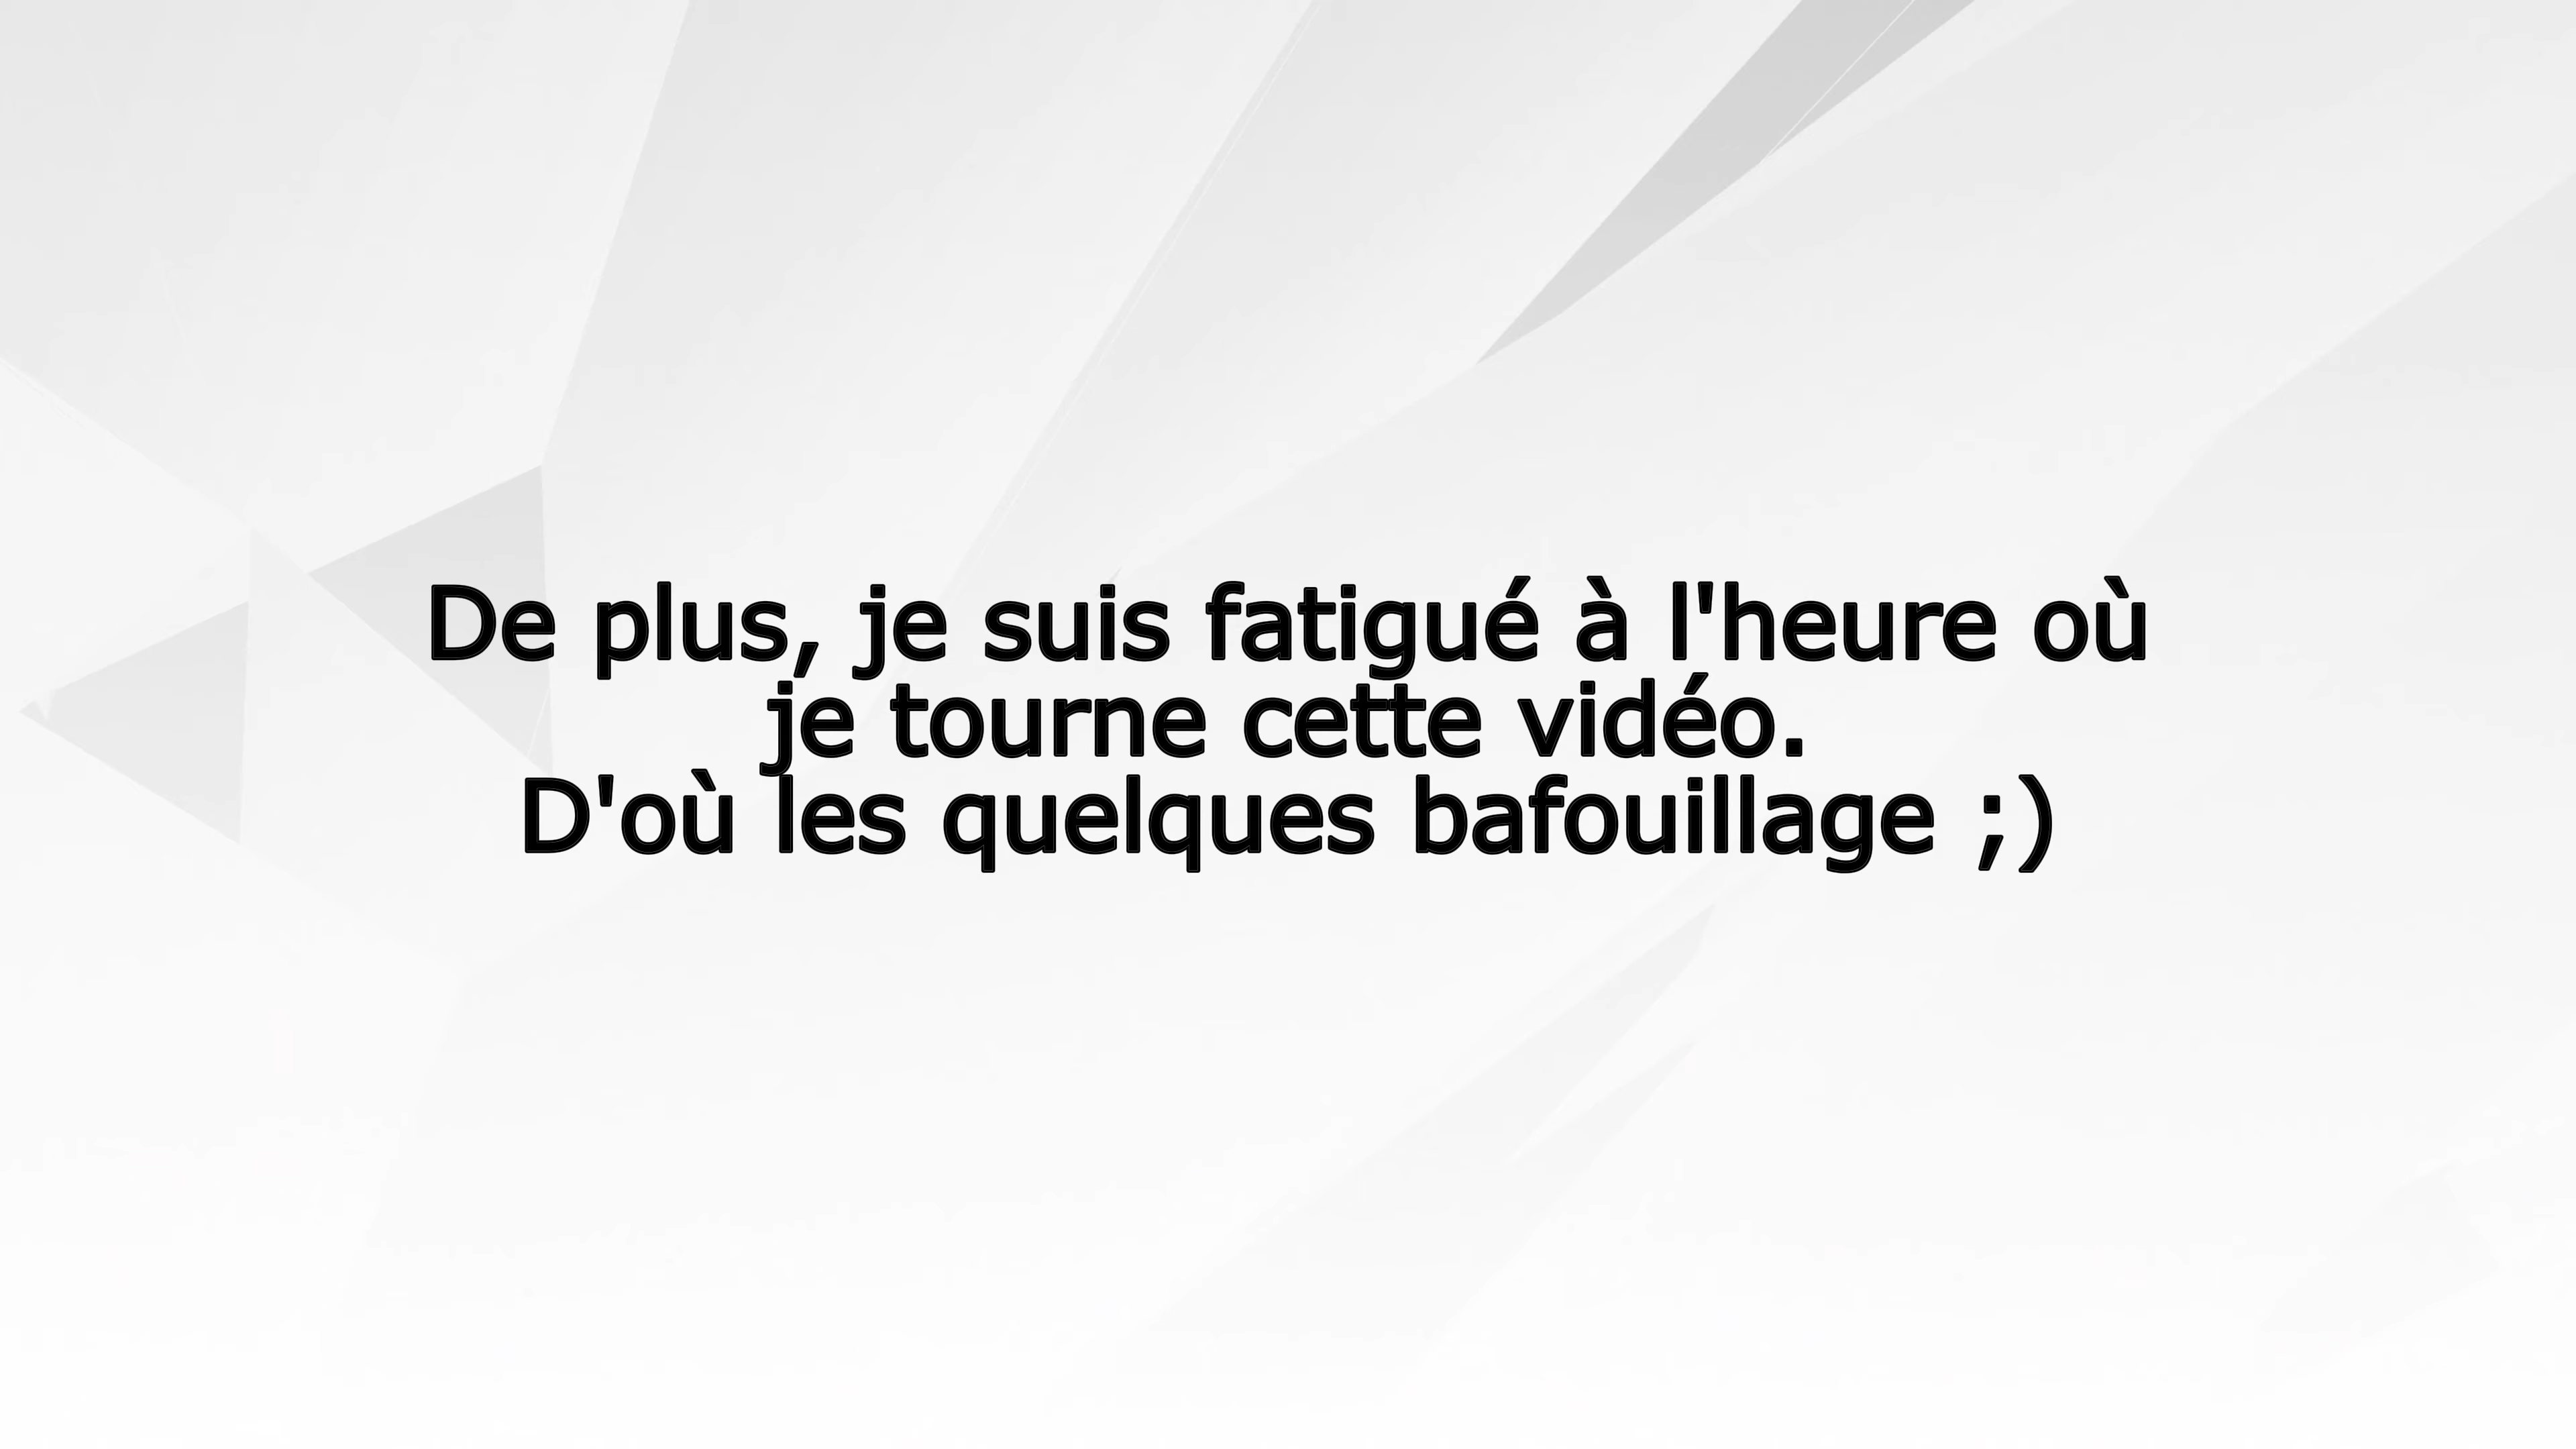 De plus, je suis fatigué à l'heure où
je tourne cette vidéo.
D'où les quelques bafouillage ;)